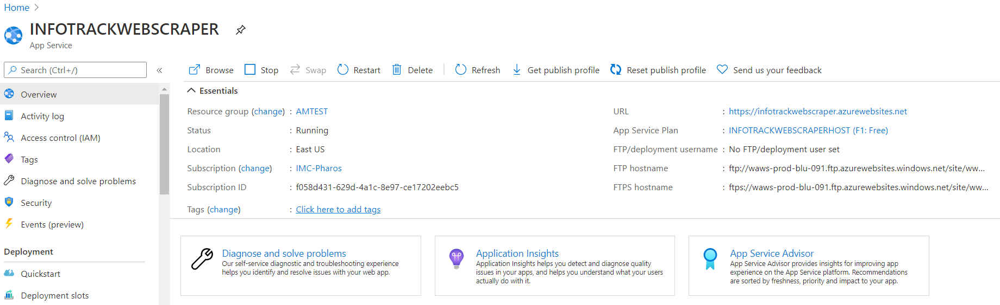 Home >
INFOTRACKWEBSCRAPER
App Service
Search (Ctrl+/)
«
Overview
Activity log
Access control (IAM)
Tags
Diagnose and solve problems
Security
Events (preview)
Deployment
Quickstart
Deployment slots
Browse Stop Swap Restart Delete Refresh Get publish profile Reset publish profile Send us your feedback
Essentials
Resource group (change) : AMTEST
Status : Running
Location : East US
Subscription (change) : IMC-Pharos
Subscription ID : f058d431-629d-4a1c-8e97-ce17202eebc5
Tags (change) : Click here to add tags
URL : https://infotrackwebscraper.azurewebsites.net
App Service Plan : INFOTRACKWEBSCRAPERHOST (F1: Free)
FTP/deployment username : No FTP/deployment user set
FTP hostname : ftp://waws-prod-blu-091.ftp.azurewebsites.windows.net/site/ww...
FTPS hostname : ftps://waws-prod-blu-091.ftp.azurewebsites.windows.net/site/ww...
Diagnose and solve problems
Our self-service diagnostic and troubleshooting experience
helps you identify and resolve issues with your web app.
Application Insights
Application Insights helps you detect and diagnose quality
issues in your apps, and helps you understand what your users
actually do with it.
App Service Advisor
App Service Advisor provides insights for improving app
experience on the App Service platform. Recommendations
are sorted by freshness, priority and impact to your app.